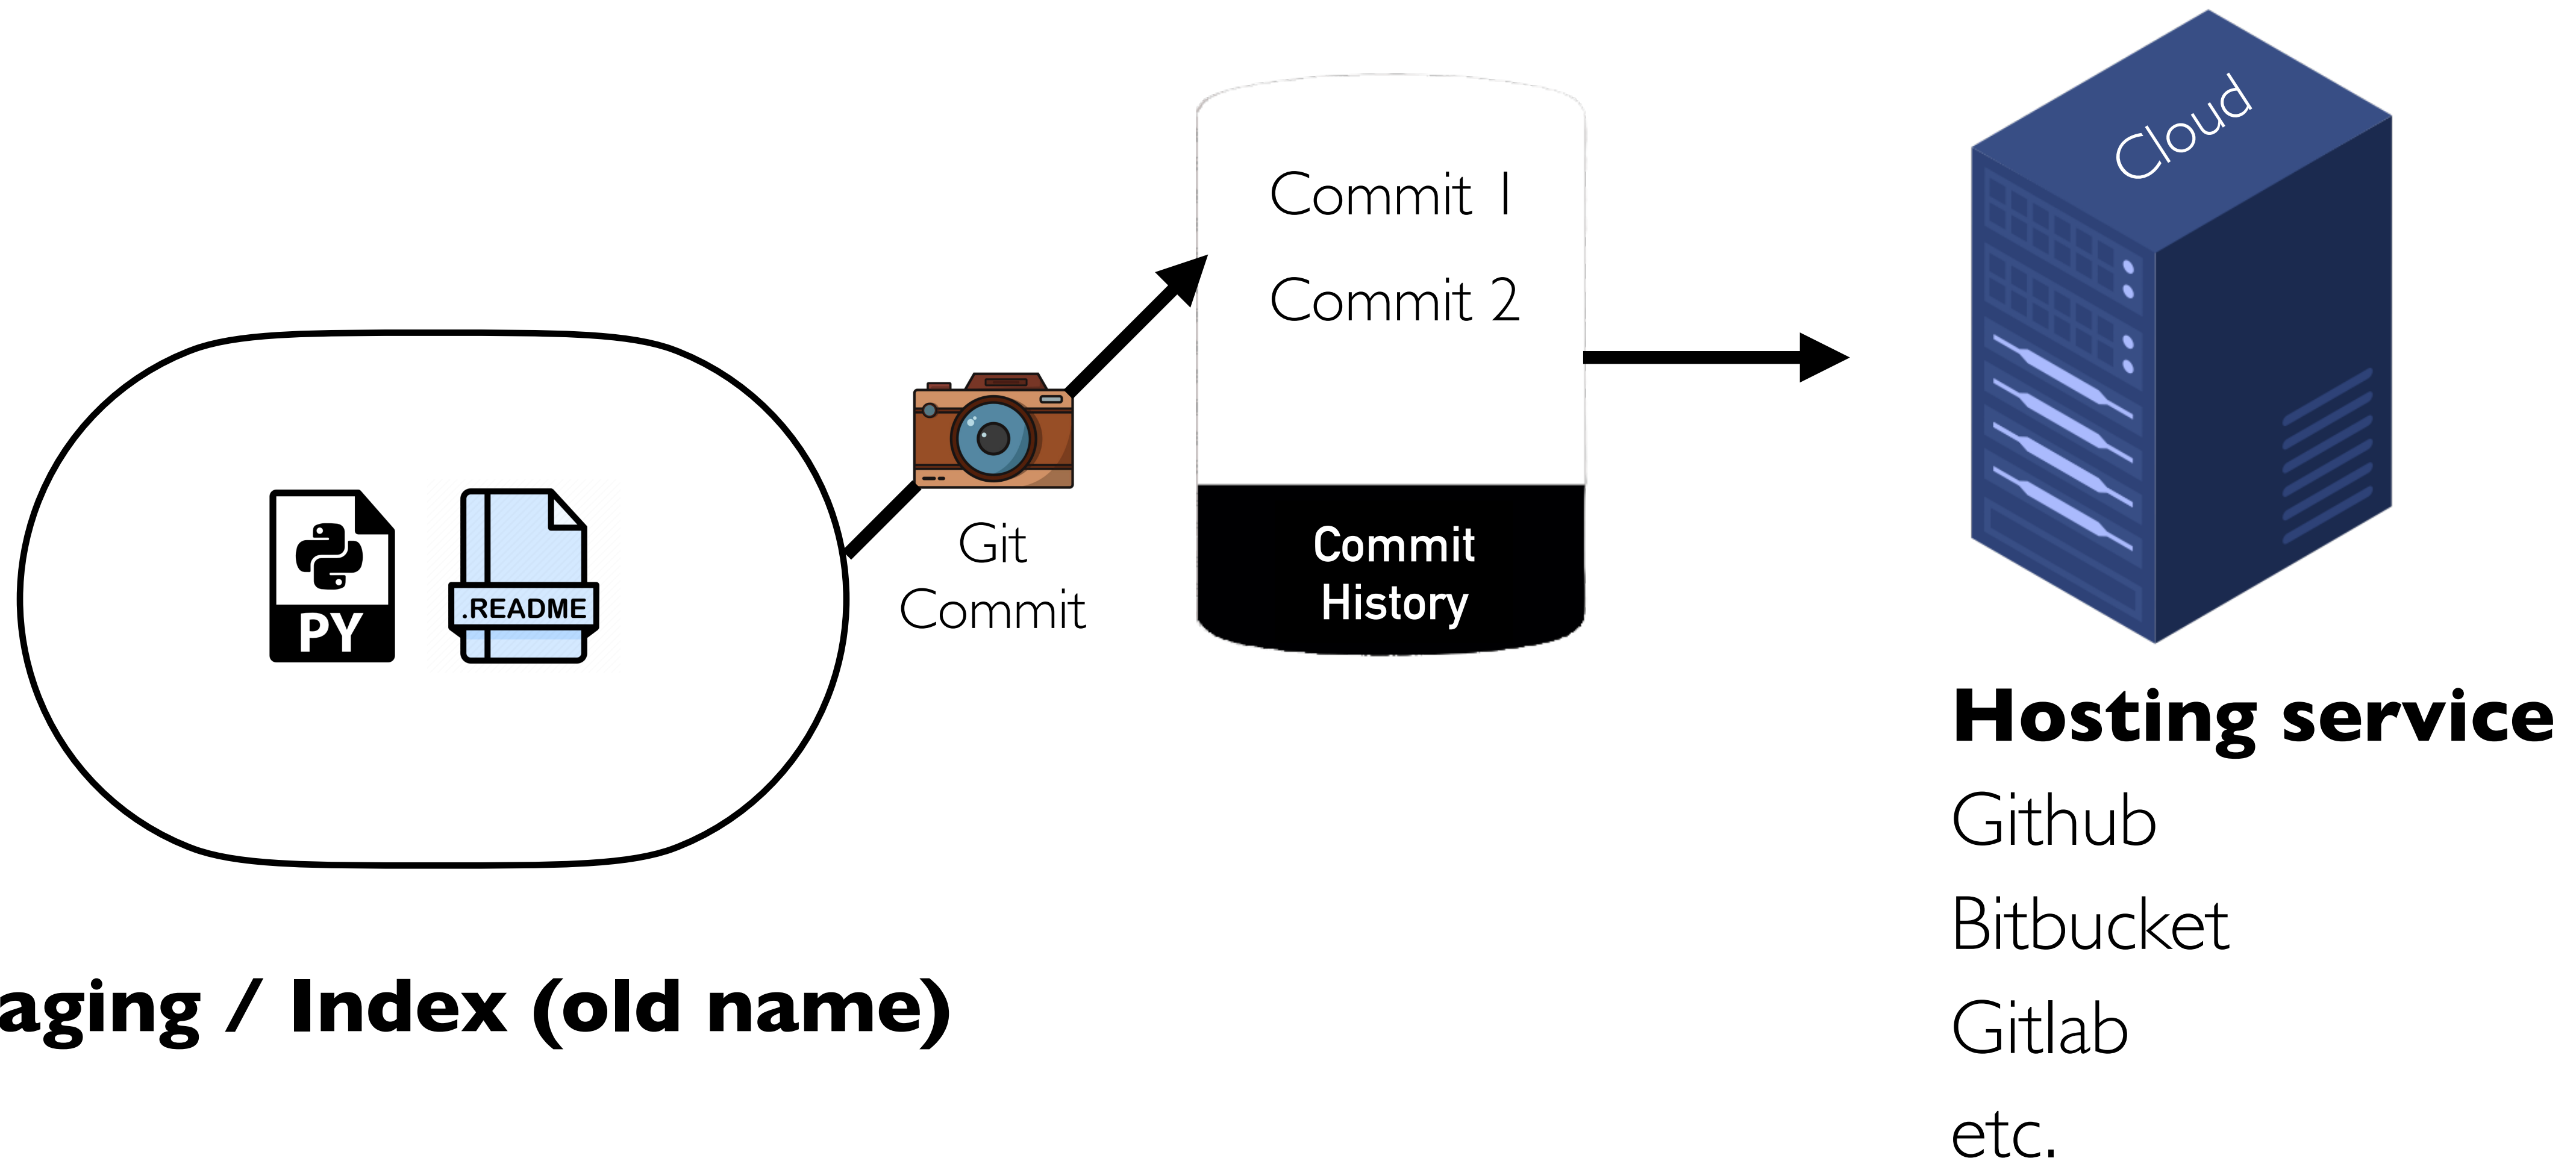 Cloud
Commit 1
Commit 2
Git
Commit
Commit
History
PY
.README
Hosting service
Github
Bitbucket
Gitlab
etc.
aging / Index (old name)